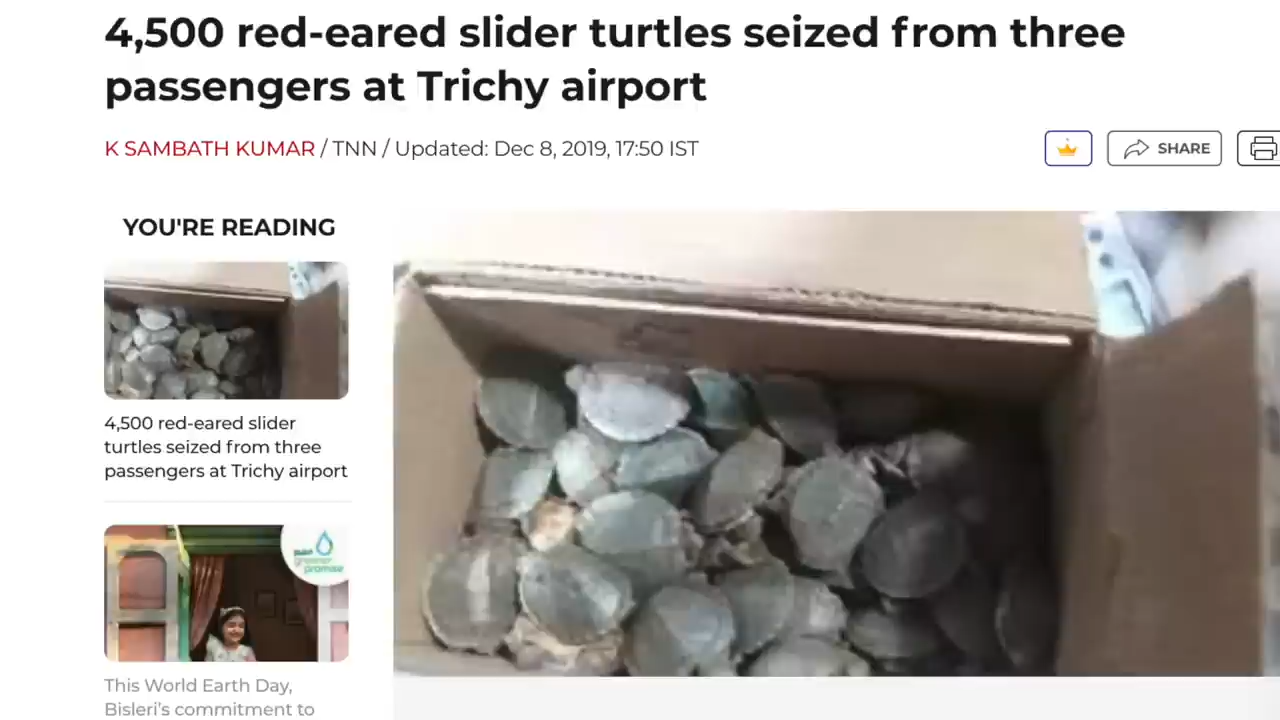 4,500 red-eared slider turtles seized from three
passengers at Trichy airport
K SAMBATH KUMAR / TNN / Updated: Dec 8, 2019, 17:50 IST
SHARE
YOU'RE READING
4,500 red-eared slider
turtles seized from three
passengers at Trichy airport
greener
promise
This World Earth Day,
Bisleri's commitment to